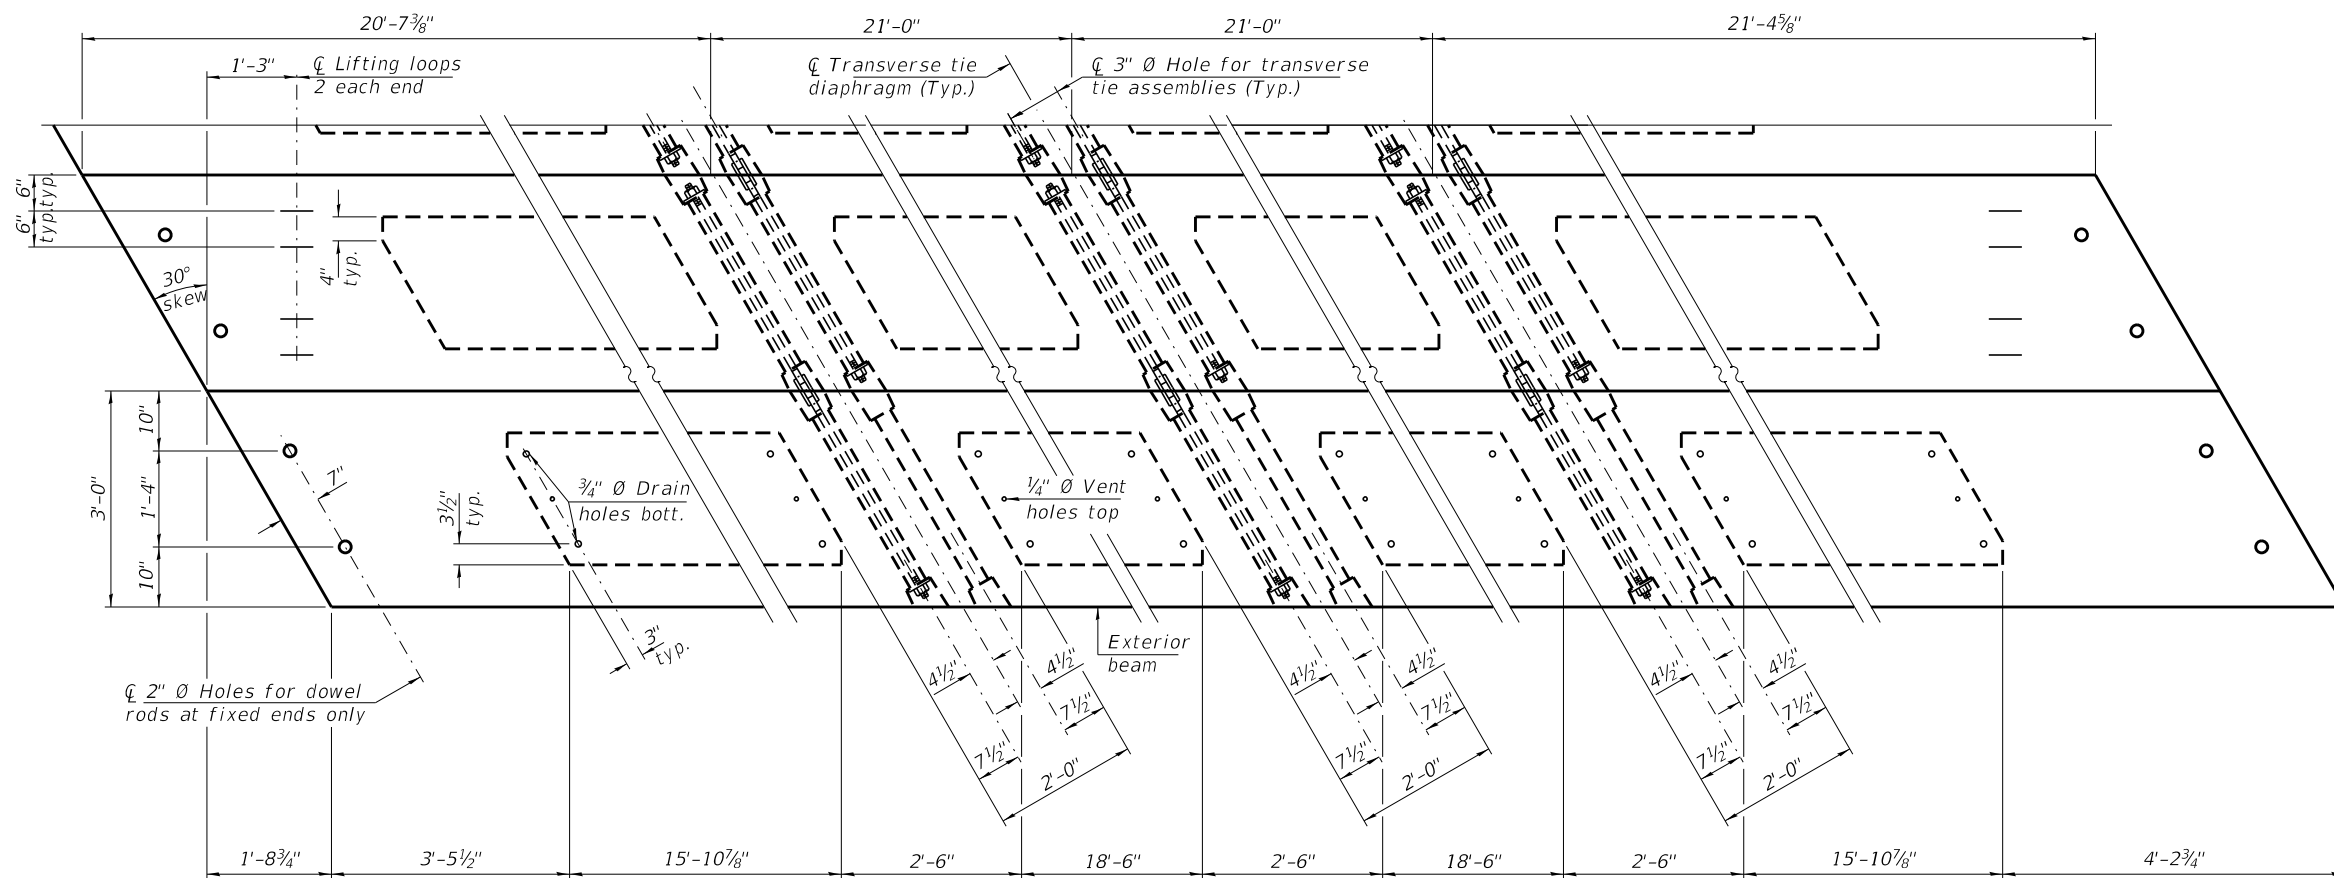 20'-7⅜"
21'-0"
21'-0"
21'-4⅝"
1'-3"
℄ Lifting loops
2 each end
℄ Transverse tie
diaphragm (Typ.)
℄ 3" Ø Hole for transverse
tie assemblies (Typ.)
6"
typ.
6"
typ.
4"
typ.
30°
skew
10"
1'-4"
10"
3'-0"
7"
3½"
typ.
¾" Ø Drain
holes bott.
¼" Ø Vent
holes top
3"
typ.
Exterior
beam
℄ 2" Ø Holes for dowel
rods at fixed ends only
4½"
4½"
7½"
7½"
2'-0"
4½"
4½"
7½"
7½"
2'-0"
4½"
4½"
7½"
7½"
2'-0"
1'-8¾"
3'-5½"
15'-10⅞"
2'-6"
18'-6"
2'-6"
18'-6"
2'-6"
15'-10⅞"
4'-2¾"